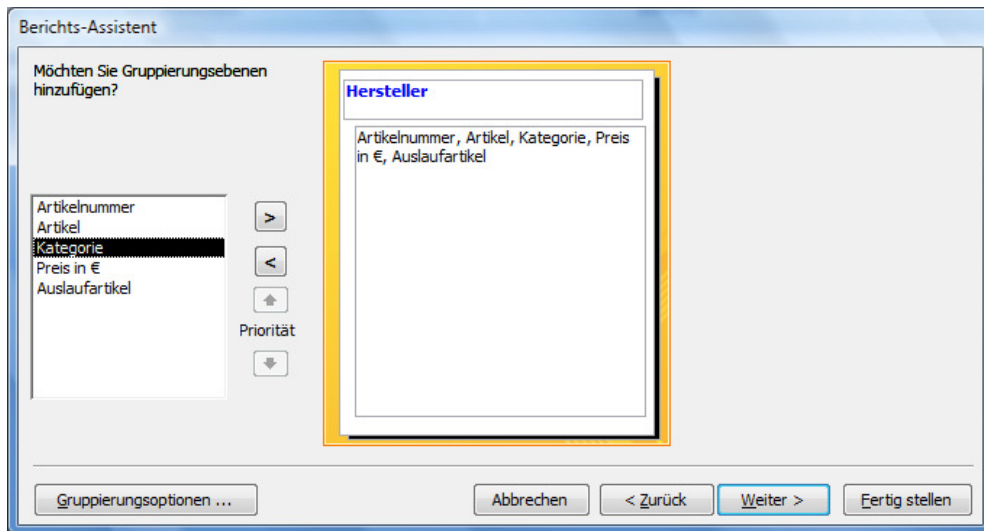 Berichts-Assistent
Möchten Sie Gruppierungsebenen
hinzufügen?
Hersteller
Artikelnummer, Artikel, Kategorie, Preis
in €, Auslaufartikel
Artikelnummer
Artikel
Kategorie
Preis in €
Auslaufartikel
>
<
Priorität
Gruppierungsoptionen ...
Abbrechen
< Zurück
Weiter >
Fertig stellen